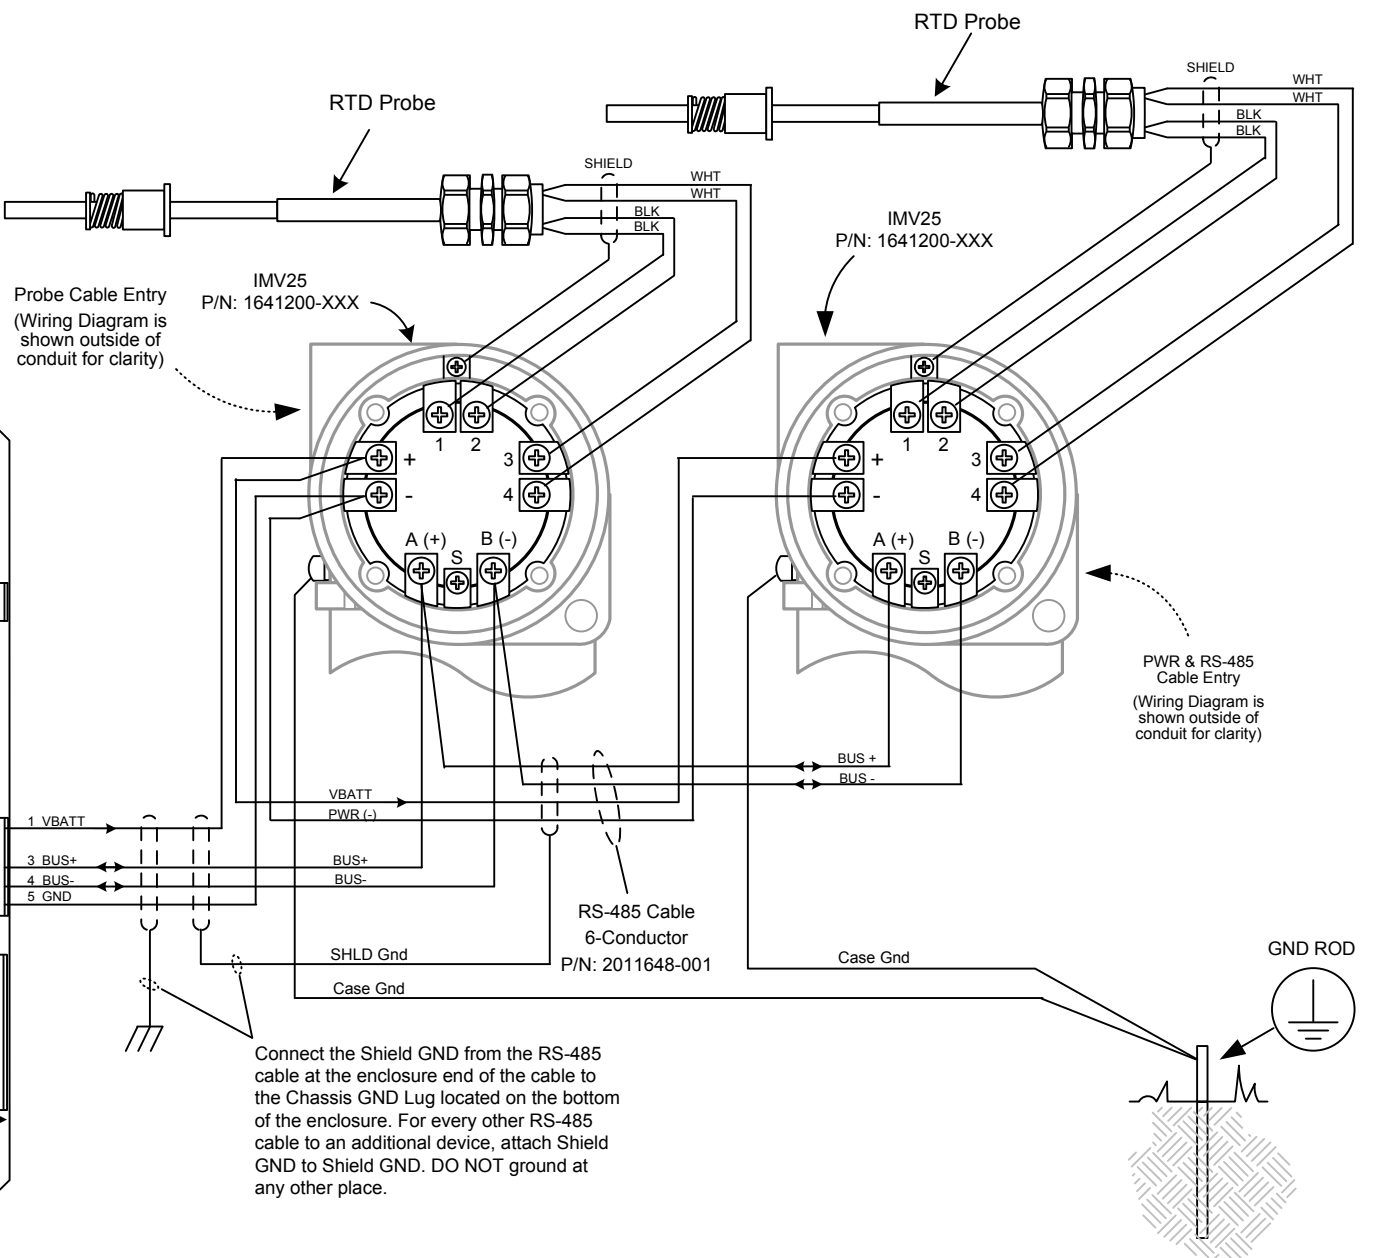 RTD Probe
SHIELD
WHT
WHT
BLK
BLK
RTD Probe
SHIELD
WHT
WHT
BLK
BLK
IMV25
P/N: 1641200-XXX
Probe Cable Entry
(Wiring Diagram is
shown outside of
conduit for clarity)
IMV25
P/N: 1641200-XXX
1
2
3
4
+
-
A (+)
S
B (-)
1
2
3
4
+
-
A (+)
S
B (-)
PWR & RS-485
Cable Entry
(Wiring Diagram is
shown outside of
conduit for clarity)
BUS +
BUS -
VBATT
PWR (-)
1 VBATT
3 BUS+
BUS+
4 BUS-
BUS-
5 GND
RS-485 Cable
6-Conductor
P/N: 2011648-001
SHLD Gnd
Case Gnd
Case Gnd
GND ROD
Connect the Shield GND from the RS-485
cable at the enclosure end of the cable to
the Chassis GND Lug located on the bottom
of the enclosure. For every other RS-485
cable to an additional device, attach Shield
GND to Shield GND. DO NOT ground at
any other place.